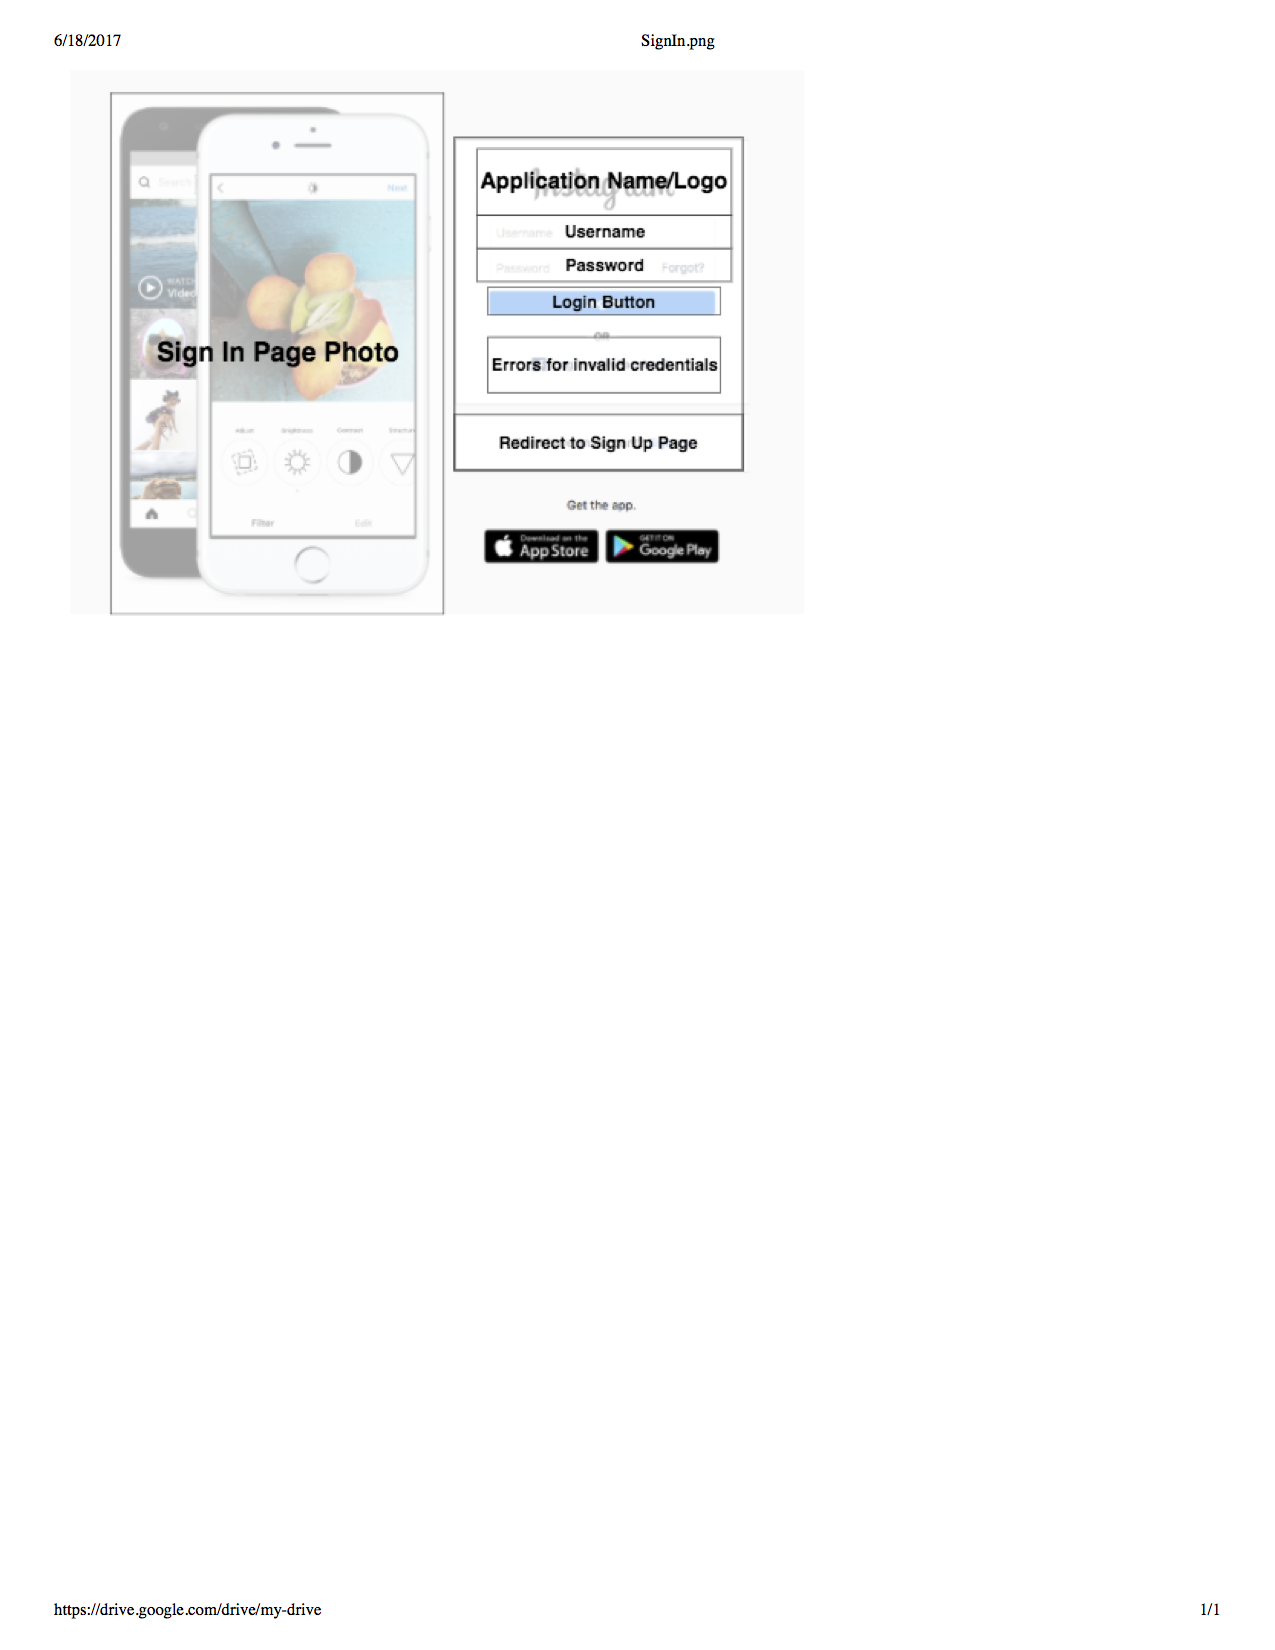 6/18/2017
SignIn.png
Search
Next
WATCH
Video
Sign In Page Photo
Adjust
Brightness
Contrast
Structure
Filter
Edit
Instagram
Application Name/Logo
Username
Username
Password
Password
Forgot?
Login Button
OR
Errors for invalid credentials
Redirect to Sign Up Page
Get the app.
Download on the
App Store
GET IT ON
Google Play
https://drive.google.com/drive/my-drive
1/1